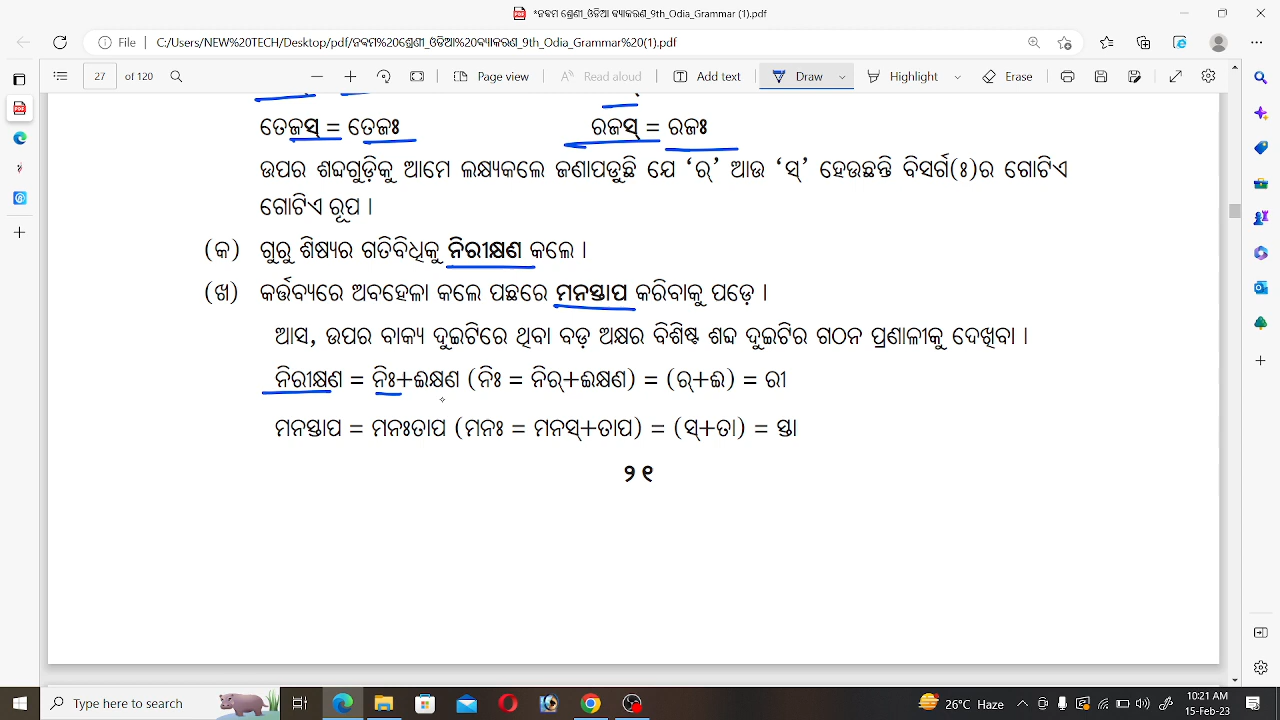 *ନବମ ଶ୍ରେଣୀ_ଓଡିଆ ବ୍ୟାକରଣ_9th_Odia_Grammar (1).pdf
File C:/Users/NEW%20TECH/Desktop/pdf/ନବମ%20ଶ୍ରେଣୀ_ଓଡିଆ%20ବ୍ୟାକରଣ_9th_Odia_Grammar%20(1).pdf
27 of 120 Page view Read aloud Add text Draw Highlight Erase
ତେଜସ୍ = ତେଜଃ ରଜସ୍ = ରଜଃ
ଉପର ଶବ୍ଦଗୁଡ଼ିକୁ ଆମେ ଲକ୍ଷ୍ୟକଲେ ଜଣାପଡୁଛି ଯେ ‘ର୍’ ଆଉ ‘ସ୍’ ହେଉଛନ୍ତି ବିସର୍ଗ(ଃ)ର ଗୋଟିଏ
ଗୋଟିଏ ରୂପ ।
(କ) ଗୁରୁ ଶିଷ୍ୟର ଗତିବିଧିକୁ ନିରୀକ୍ଷଣ କଲେ ।
(ଖ) କର୍ତ୍ତବ୍ୟରେ ଅବହେଳା କଲେ ପଛରେ ମନସ୍ତାପ କରିବାକୁ ପଡ଼େ ।
ଆସ, ଉପର ବାକ୍ୟ ଦୁଇଟିରେ ଥିବା ବଡ଼ ଅକ୍ଷର ବିଶିଷ୍ଟ ଶବ୍ଦ ଦୁଇଟିର ଗଠନ ପ୍ରଣାଳୀକୁ ଦେଖିବା ।
ନିରୀକ୍ଷଣ = ନିଃ+ଈକ୍ଷଣ (ନିଃ = ନିର୍+ଈକ୍ଷଣ) = (ର୍+ଈ) = ରୀ
ମନସ୍ତାପ = ମନଃତାପ (ମନଃ = ମନସ୍+ତାପ) = (ସ୍+ତା) = ସ୍ତା
୨୧
Type here to search 26°C Haze 10:21 AM
15-Feb-23